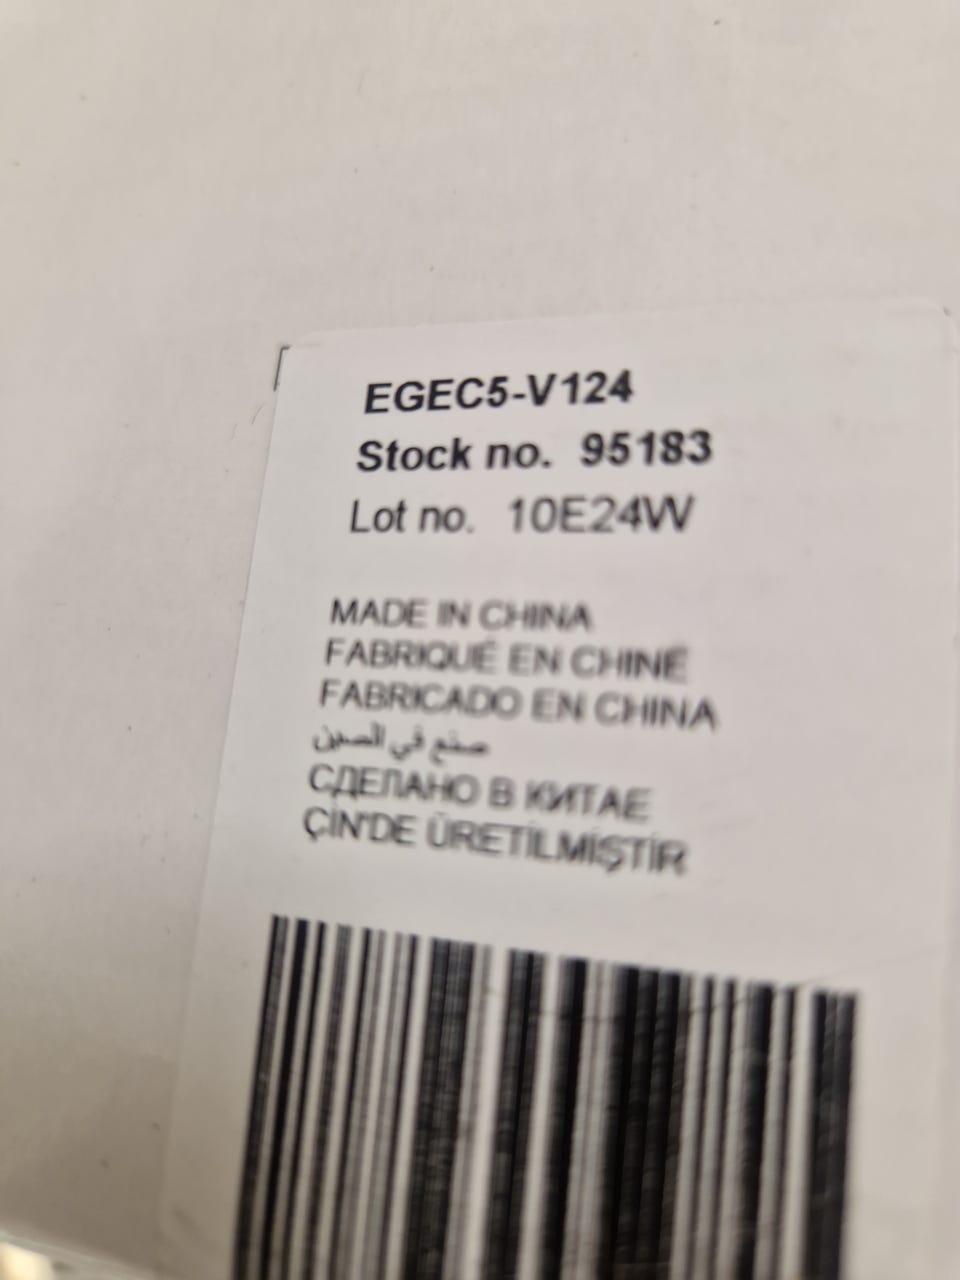 EGEC5-V124
Stock no. 95183
Lot no. 10E24W
MADE IN CHINA
FABRIQUÉ EN CHINE
FABRICADO EN CHINA
صنع في الصين
СДЕЛАНО В КИТАЕ
ÇİN'DE ÜRETİLMİŞTİR